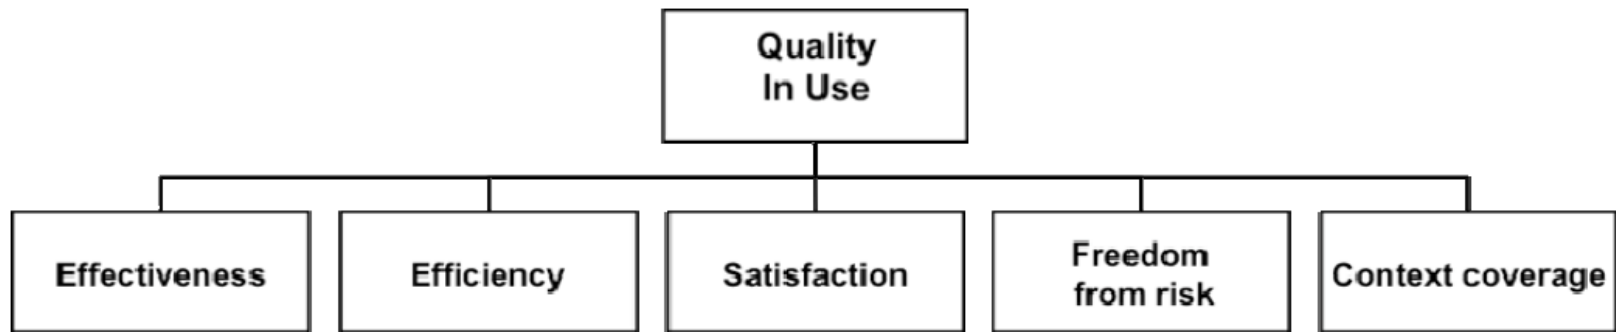 Quality
In Use
Effectiveness
Efficiency
Satisfaction
Freedom
from risk
Context coverage